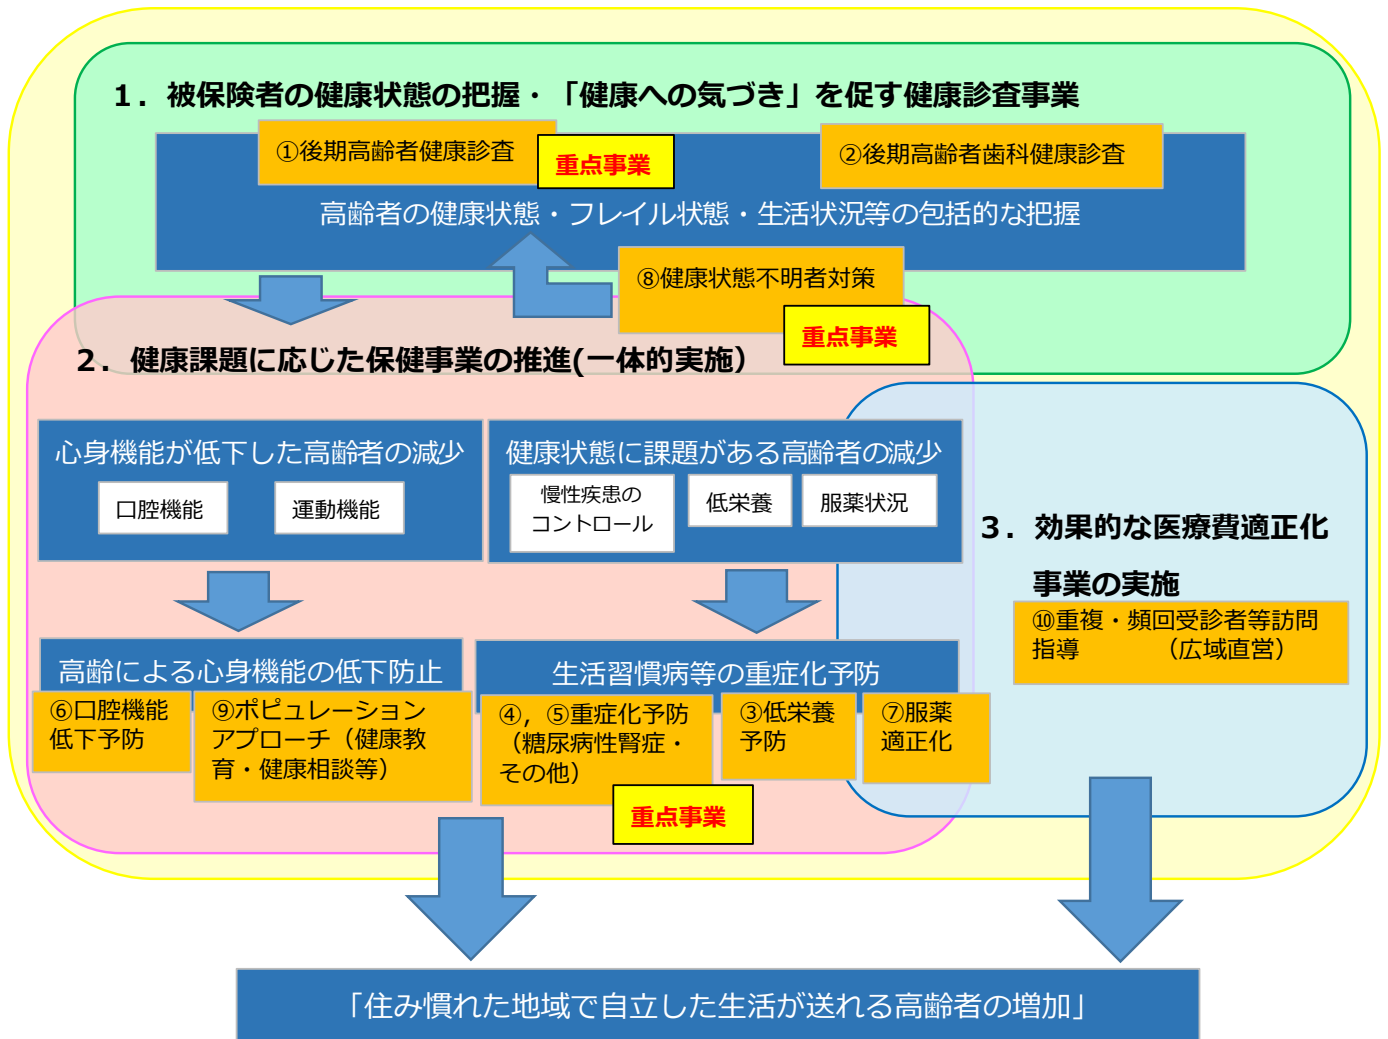 1．被保険者の健康状態の把握・「健康への気づき」を促す健康診査事業
①後期高齢者健康診査
重点事業
②後期高齢者歯科健康診査
高齢者の健康状態・フレイル状態・生活状況等の包括的な把握
⑧健康状態不明者対策
重点事業
2．健康課題に応じた保健事業の推進(一体的実施）
心身機能が低下した高齢者の減少
口腔機能
運動機能
健康状態に課題がある高齢者の減少
慢性疾患の
コントロール
低栄養
服薬状況
3．効果的な医療費適正化
事業の実施
⑩重複・頻回受診者等訪問
指導　　　（広域直営）
高齢による心身機能の低下防止
⑥口腔機能
低下予防
⑨ポピュレーション
アプローチ（健康教
育・健康相談等）
生活習慣病等の重症化予防
④，⑤重症化予防
（糖尿病性腎症・
その他）
重点事業
③低栄養
予防
⑦服薬
適正化
「住み慣れた地域で自立した生活が送れる高齢者の増加」